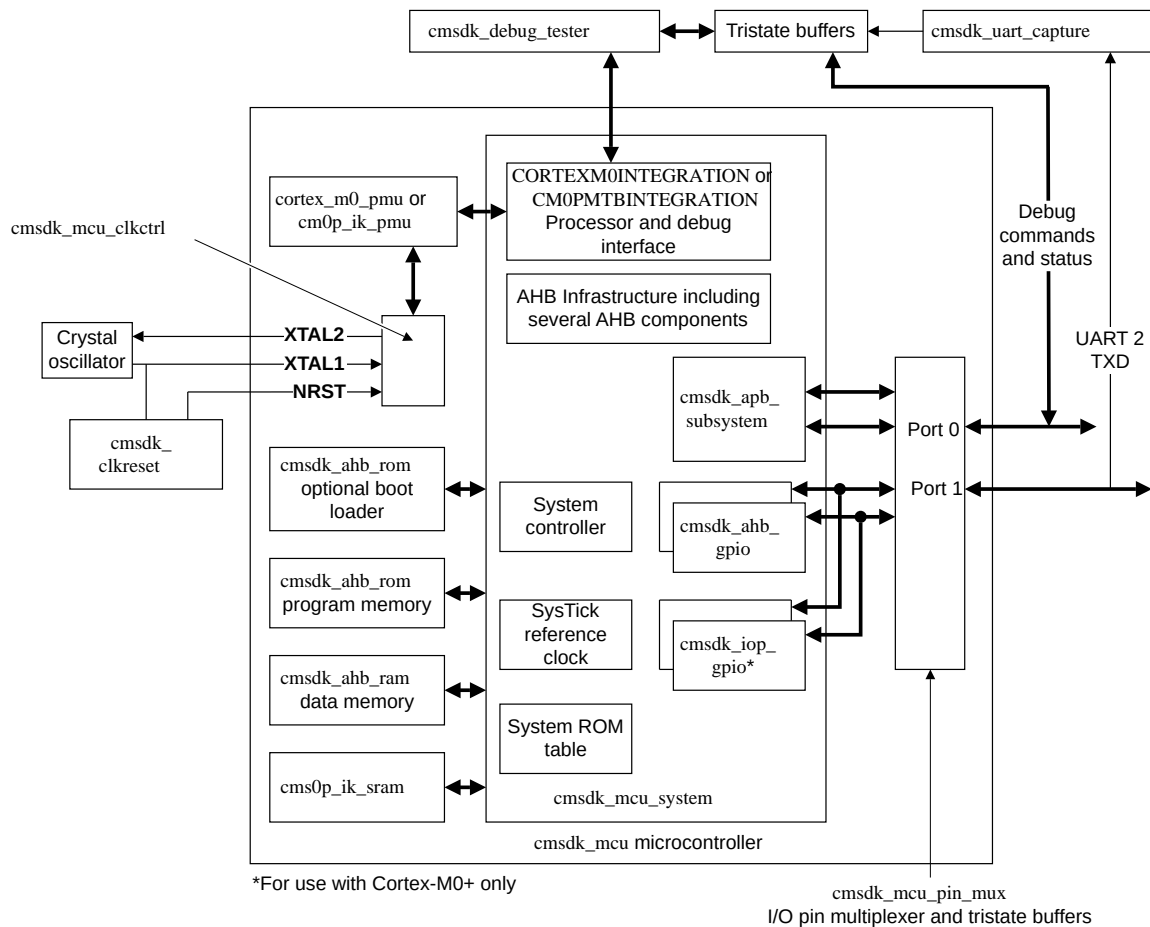 cmsdk_debug_tester
Tristate buffers
cmsdk_uart_capture
CORTEXM0INTEGRATION or
CM0PMTBINTEGRATION
Processor and debug
interface
cortex_m0_pmu or
cm0p_ik_pmu
cmsdk_mcu_clkctrl
Debug
commands
and status
AHB Infrastructure including
several AHB components
Crystal
oscillator
XTAL2
XTAL1
NRST
UART 2
TXD
cmsdk_apb_
subsystem
Port 0
Port 1
cmsdk_
clkreset
cmsdk_ahb_rom
optional boot
loader
System
controller
cmsdk_ahb_
gpio
cmsdk_ahb_rom
program memory
SysTick
reference
clock
cmsdk_iop_
gpio*
cmsdk_ahb_ram
data memory
System ROM
table
cms0p_ik_sram
cmsdk_mcu_system
cmsdk_mcu microcontroller
*For use with Cortex-M0+ only
cmsdk_mcu_pin_mux
I/O pin multiplexer and tristate buffers